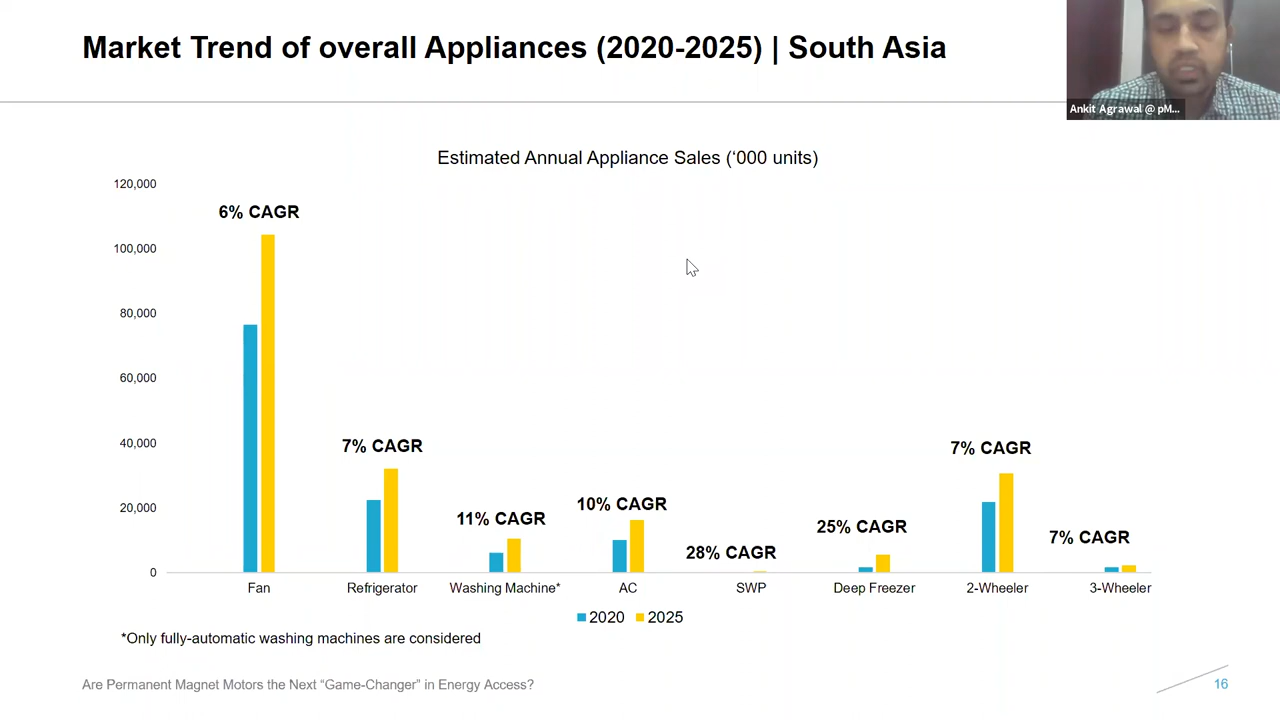 Market Trend of overall Appliances (2020-2025) | South Asia
Ankit Agrawal @ pM...
Estimated Annual Appliance Sales (‘000 units)
120,000
100,000
80,000
60,000
40,000
20,000
0
6% CAGR
7% CAGR
11% CAGR
10% CAGR
28% CAGR
25% CAGR
7% CAGR
7% CAGR
Fan
Refrigerator
Washing Machine*
AC
SWP
Deep Freezer
2-Wheeler
3-Wheeler
2020
2025
*Only fully-automatic washing machines are considered
Are Permanent Magnet Motors the Next “Game-Changer” in Energy Access?
16